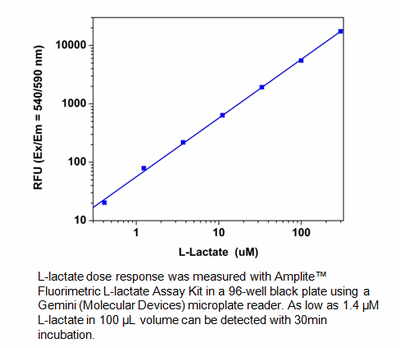 10000
1000
100
10
RFU (Ex/Em = 540/590 nm)
1
10
100
L-Lactate (uM)
L-lactate dose response was measured with Amplite™
Fluorimetric L-lactate Assay Kit in a 96-well black plate using a
Gemini (Molecular Devices) microplate reader. As low as 1.4 µM
L-lactate in 100 µL volume can be detected with 30min
incubation.